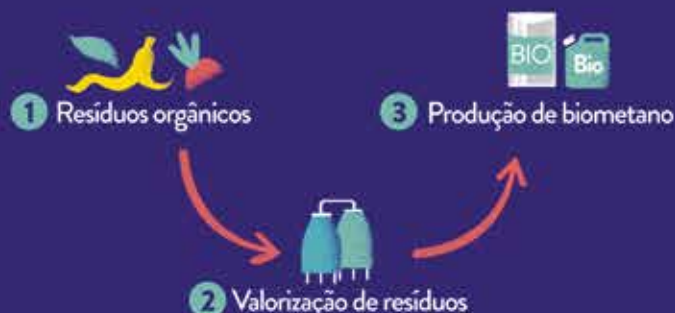 1 Resíduos orgânicos
BIO
Bio
3 Produção de biometano
2 Valorização de resíduos